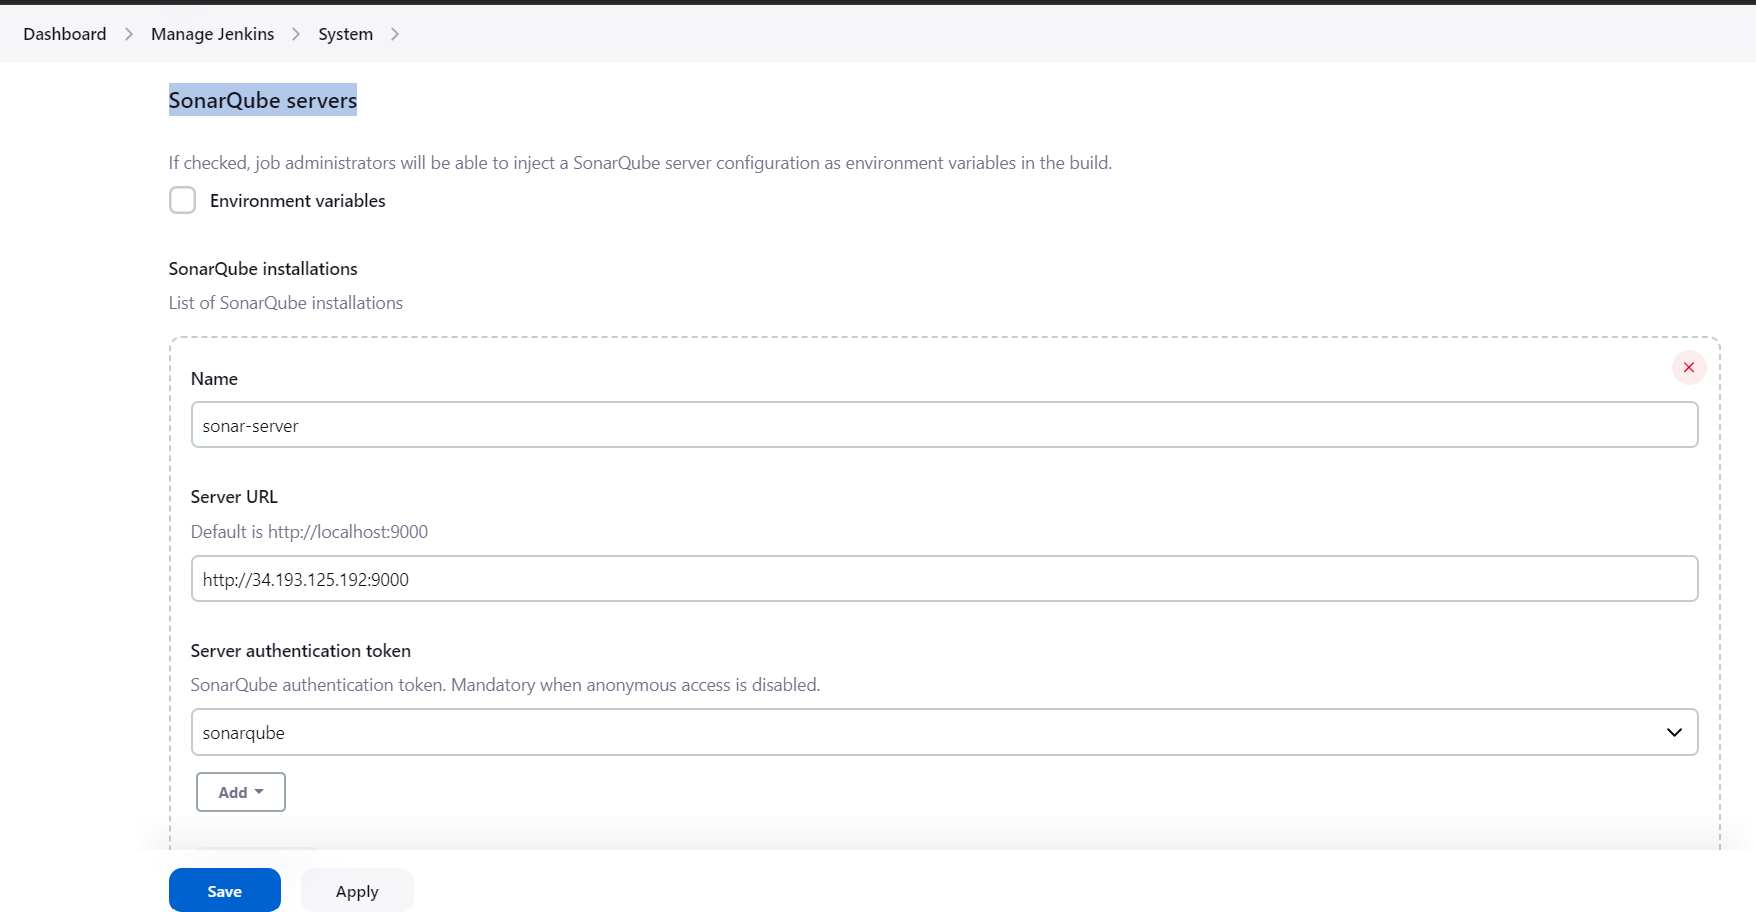 Dashboard > Manage Jenkins > System >
SonarQube servers
If checked, job administrators will be able to inject a SonarQube server configuration as environment variables in the build.
Environment variables
SonarQube installations
List of SonarQube installations
Name
sonar-server
Server URL
Default is http://localhost:9000
http://34.193.125.192:9000
Server authentication token
SonarQube authentication token. Mandatory when anonymous access is disabled.
sonarqube
Add
Save Apply